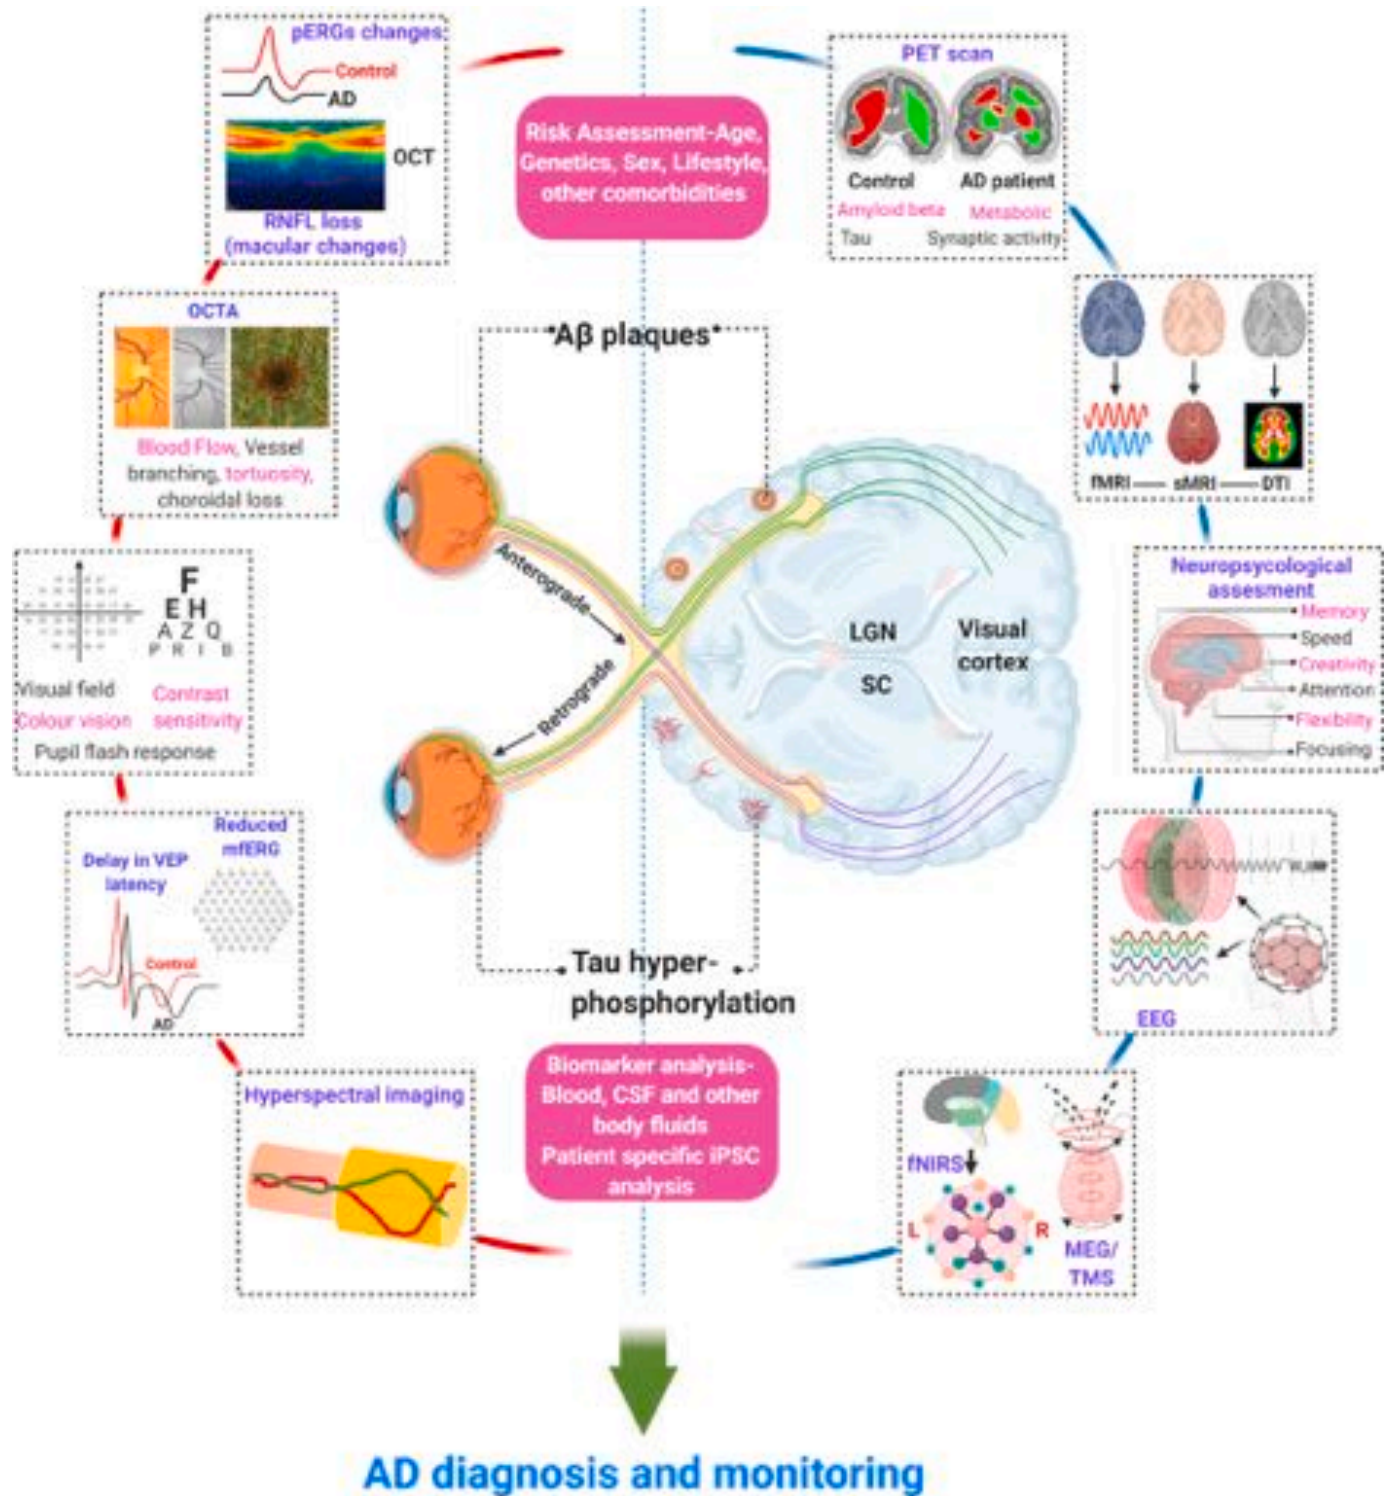 pERGs changes
Control
AD
OCT
RNFL loss
(macular changes)
OCTA
Blood Flow, Vessel
branching, tortuosity,
choroidal loss
F
E H
A Z Q
P R I B
Visual field
Contrast
sensitivity
Colour vision
Pupil flash response
Reduced
mfERG
Delay in VEP
latency
Control
AD
Hyperspectral imaging
Risk Assessment-Age,
Genetics, Sex, Lifestyle,
other comorbidities
Aβ plaques
Anterograde
Retrograde
LGN
SC
Visual
cortex
Tau hyper-
phosphorylation
Biomarker analysis-
Blood, CSF and other
body fluids
Patient specific iPSC
analysis
PET scan
Control
AD patient
Amyloid beta
Metabolic
Tau
Synaptic activity
fMRI
sMRI
DTI
Neuropsycological
assesment
Memory
Speed
Creativity
Attention
Flexibility
Focusing
EEG
fNIRS
L
R
MEG/
TMS
AD diagnosis and monitoring